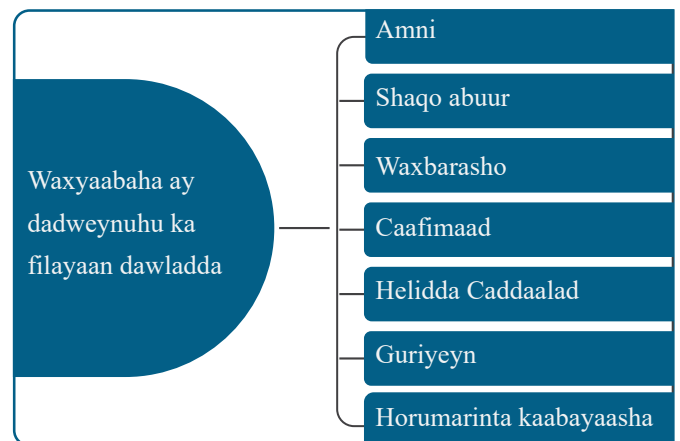 Waxyaabaha ay
dadweynuhu ka
filayaan dawladda
Amni
Shaqo abuur
Waxbarasho
Caafimaad
Helidda Caddaalad
Guriyeyn
Horumarinta kaabayaasha